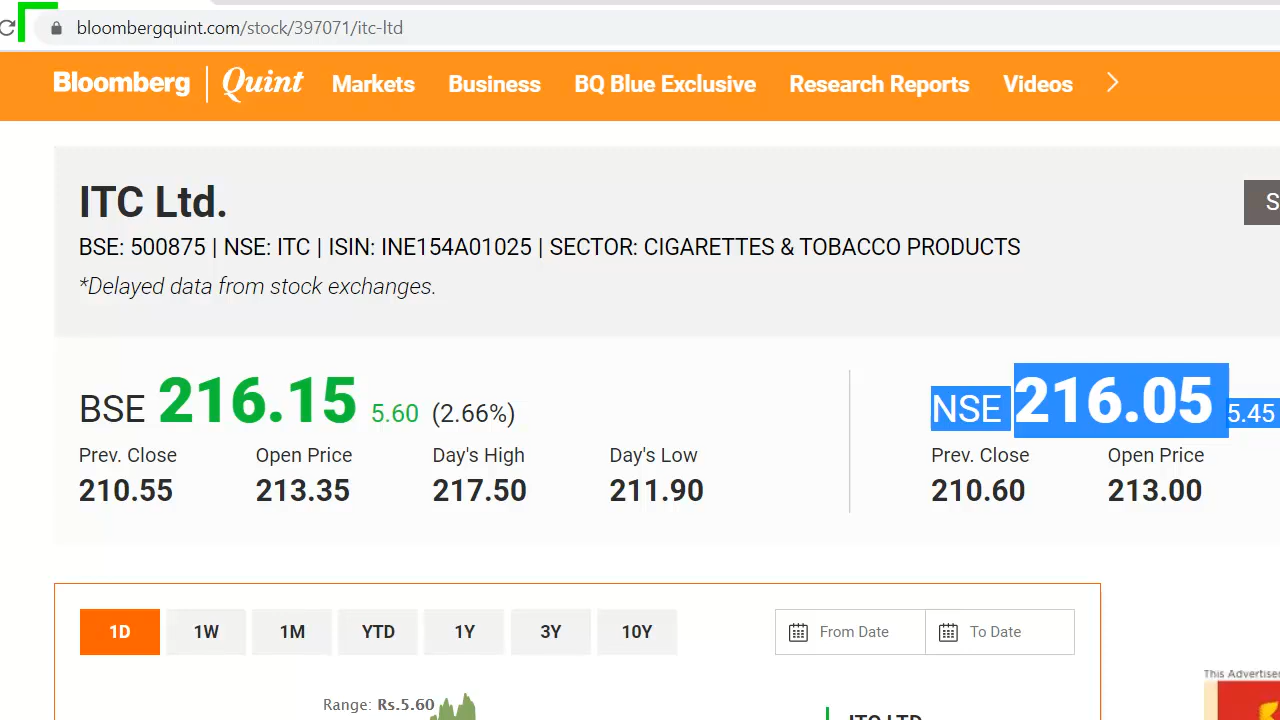 bloombergquint.com/stock/397071/itc-ltd
Bloomberg | Quint Markets Business BQ Blue Exclusive Research Reports Videos
ITC Ltd.
S
BSE: 500875 | NSE: ITC | ISIN: INE154A01025 | SECTOR: CIGARETTES & TOBACCO PRODUCTS
*Delayed data from stock exchanges.
BSE 216.15 5.60 (2.66%)
Prev. Close Open Price Day's High Day's Low
210.55 213.35 217.50 211.90
NSE 216.05 5.45
Prev. Close Open Price
210.60 213.00
1D 1W 1M YTD 1Y 3Y 10Y
From Date To Date
Range: Rs.5.60
ITC LTD
This Advertise